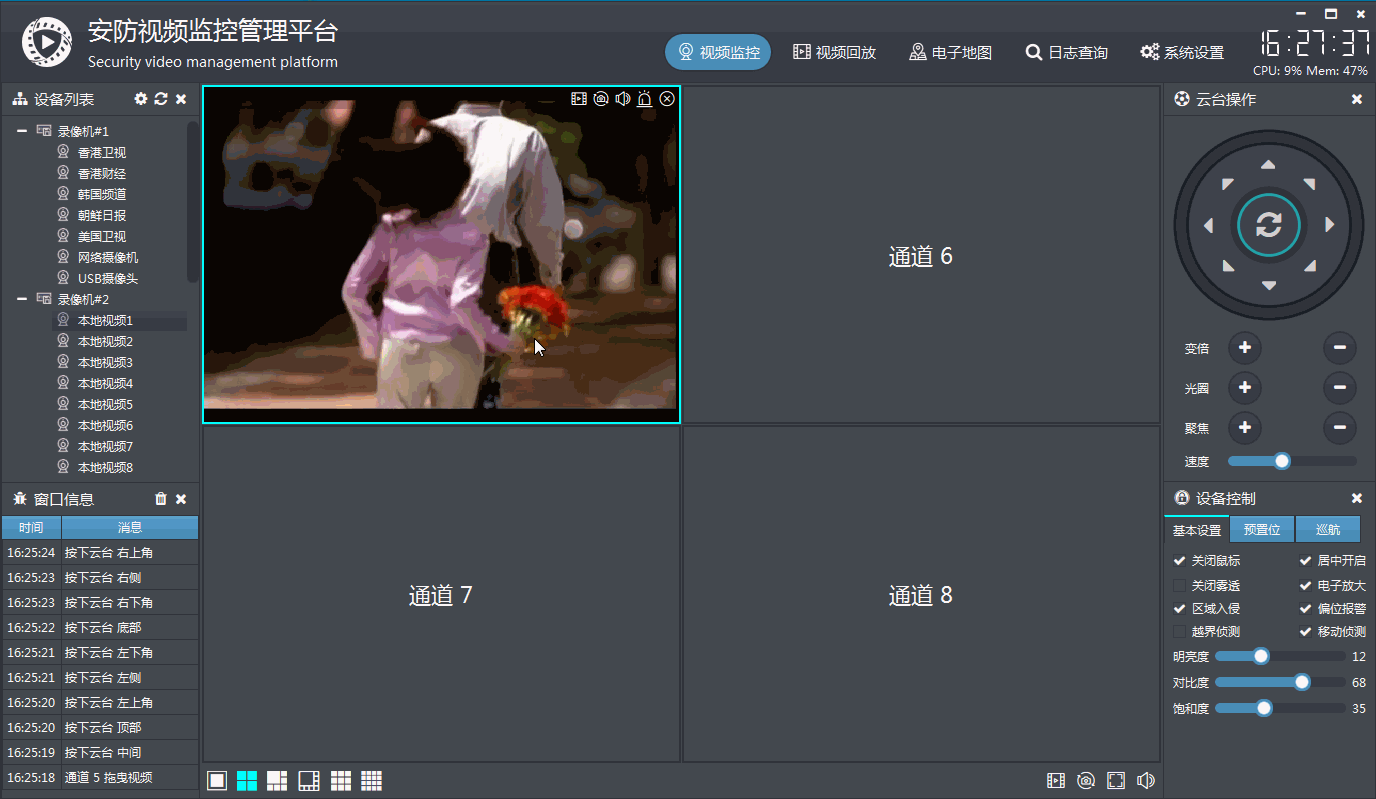 安防视频监控管理平台
Security video management platform
视频监控
视频回放
电子地图
日志查询
系统设置
16:27:37
CPU: 9% Mem: 47%
设备列表
录像机#1
香港卫视
香港财经
韩国频道
朝鲜日报
美国卫视
网络摄像机
USB摄像头
录像机#2
本地视频1
本地视频2
本地视频3
本地视频4
本地视频5
本地视频6
本地视频7
本地视频8
窗口信息
时间 消息
16:25:24 按下云台 右上角
16:25:23 按下云台 右侧
16:25:23 按下云台 右下角
16:25:22 按下云台 底部
16:25:21 按下云台 左下角
16:25:21 按下云台 左侧
16:25:20 按下云台 左上角
16:25:20 按下云台 顶部
16:25:19 按下云台 中间
16:25:18 通道 5 拖曳视频
通道 6
通道 7
通道 8
云台操作
变倍
光圈
聚焦
速度
设备控制
基本设置 预置位 巡航
关闭鼠标 居中开启
关闭雾透 电子放大
区域入侵 偏位报警
越界侦测 移动侦测
明亮度 12
对比度 68
饱和度 35